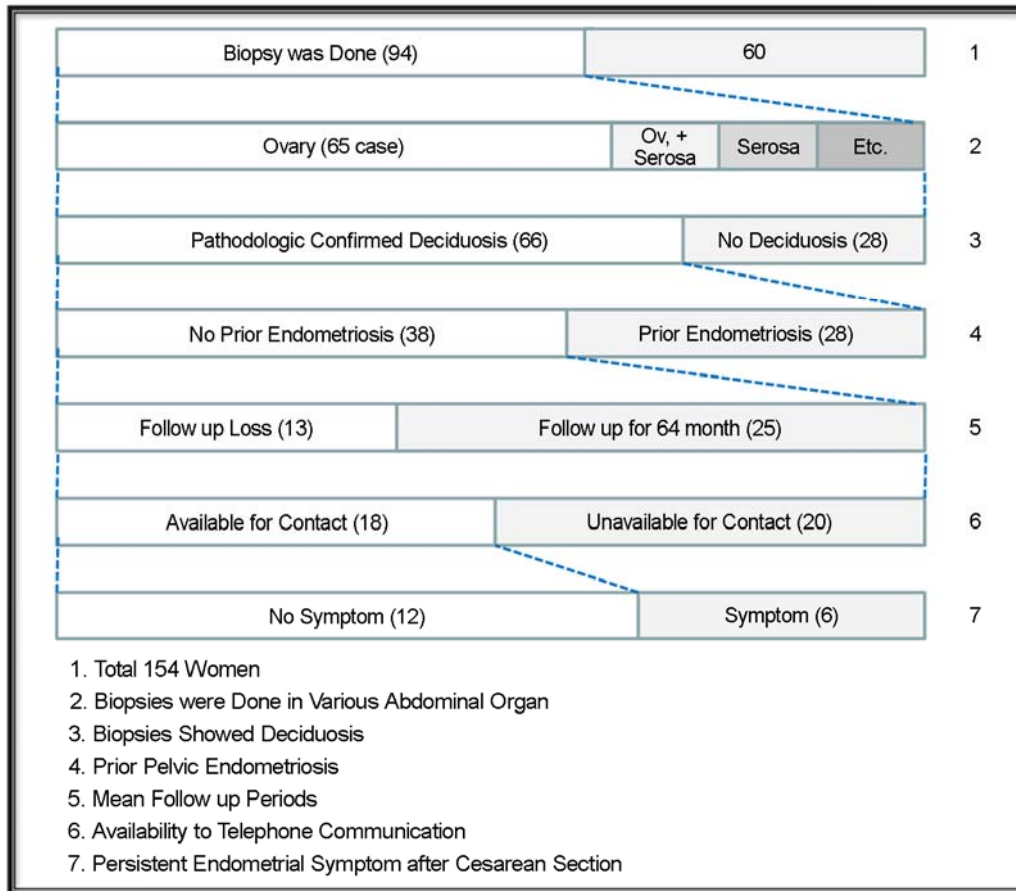 Biopsy was Done (94) 60 1
Ovary (65 case) Ov, + Serosa Serosa Etc. 2
Pathodologic Confirmed Deciduosis (66) No Deciduosis (28) 3
No Prior Endometriosis (38) Prior Endometriosis (28) 4
Follow up Loss (13) Follow up for 64 month (25) 5
Available for Contact (18) Unavailable for Contact (20) 6
No Symptom (12) Symptom (6) 7
1. Total 154 Women
2. Biopsies were Done in Various Abdominal Organ
3. Biopsies Showed Deciduosis
4. Prior Pelvic Endometriosis
5. Mean Follow up Periods
6. Availability to Telephone Communication
7. Persistent Endometrial Symptom after Cesarean Section